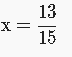 x = 13/15